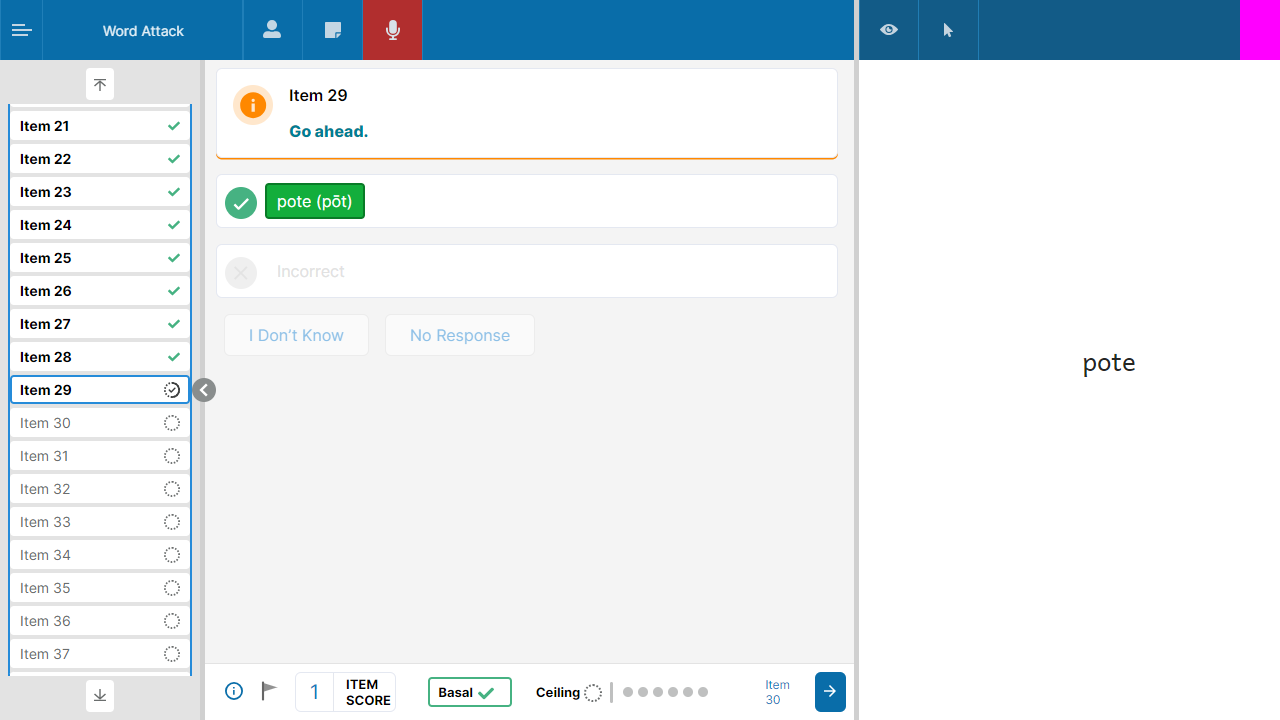 Word Attack
Item 21
Item 22
Item 23
Item 24
Item 25
Item 26
Item 27
Item 28
Item 29
Item 30
Item 31
Item 32
Item 33
Item 34
Item 35
Item 36
Item 37
Item 29
Go ahead.
pote (pōt)
Incorrect
I Don't Know
No Response
1
ITEM
SCORE
Basal
Ceiling
Item
30
pote